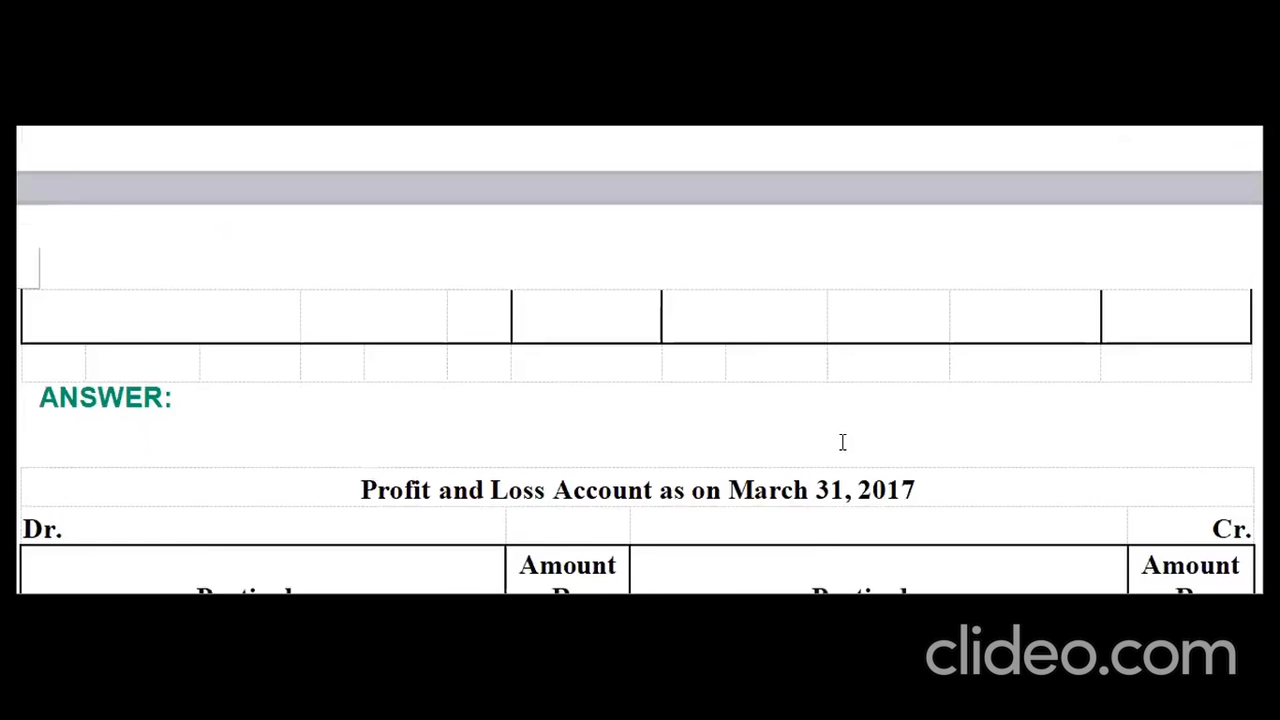 ANSWER:
Profit and Loss Account as on March 31, 2017
Dr. Cr.
Amount Amount
clideo.com